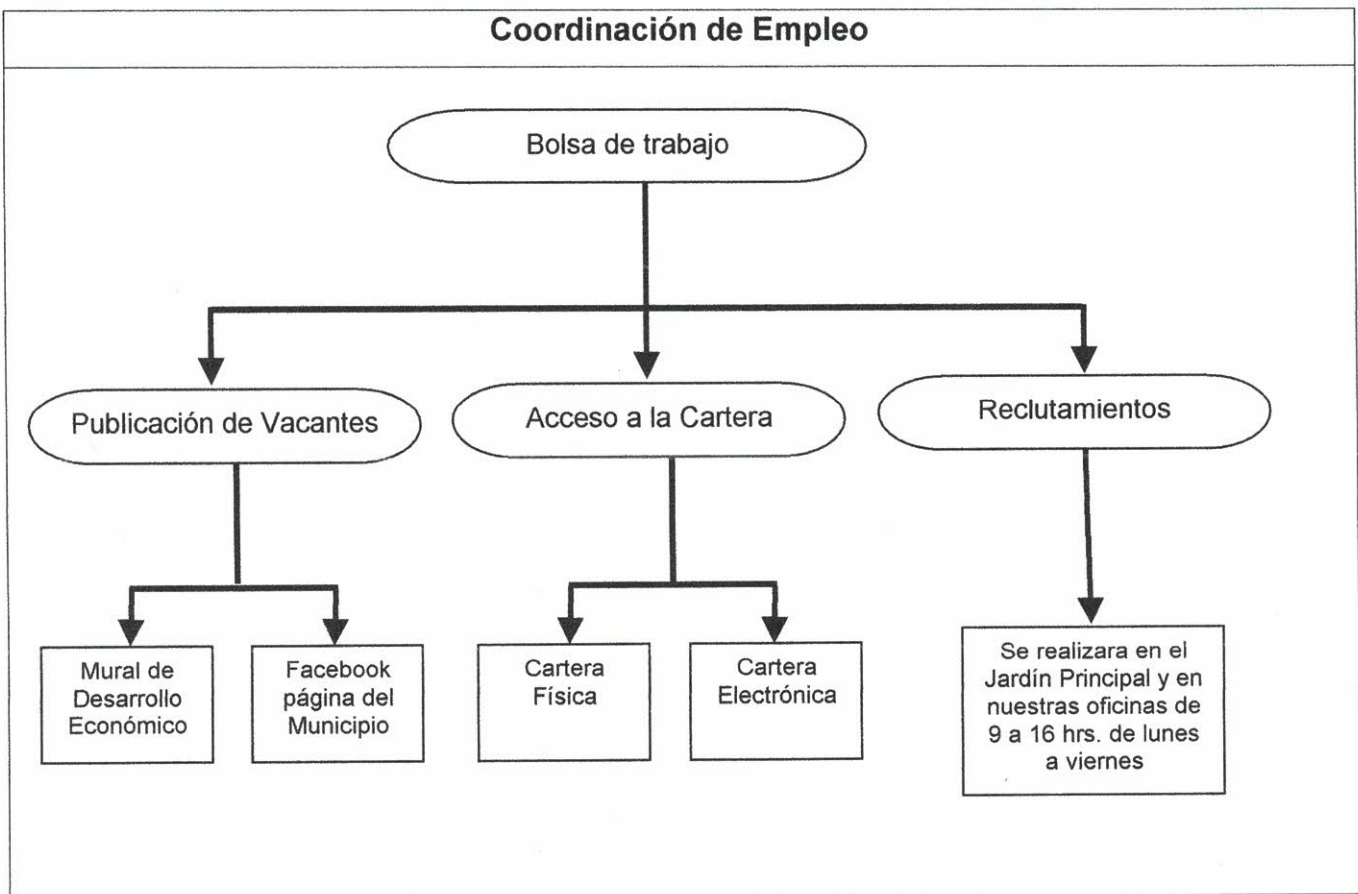 Coordinación de Empleo
Bolsa de trabajo
Publicación de Vacantes
Acceso a la Cartera
Reclutamientos
Mural de
Desarrollo
Económico
Facebook
página del
Municipio
Cartera
Física
Cartera
Electrónica
Se realizara en el
Jardín Principal y en
nuestras oficinas de
9 a 16 hrs. de lunes
a viernes